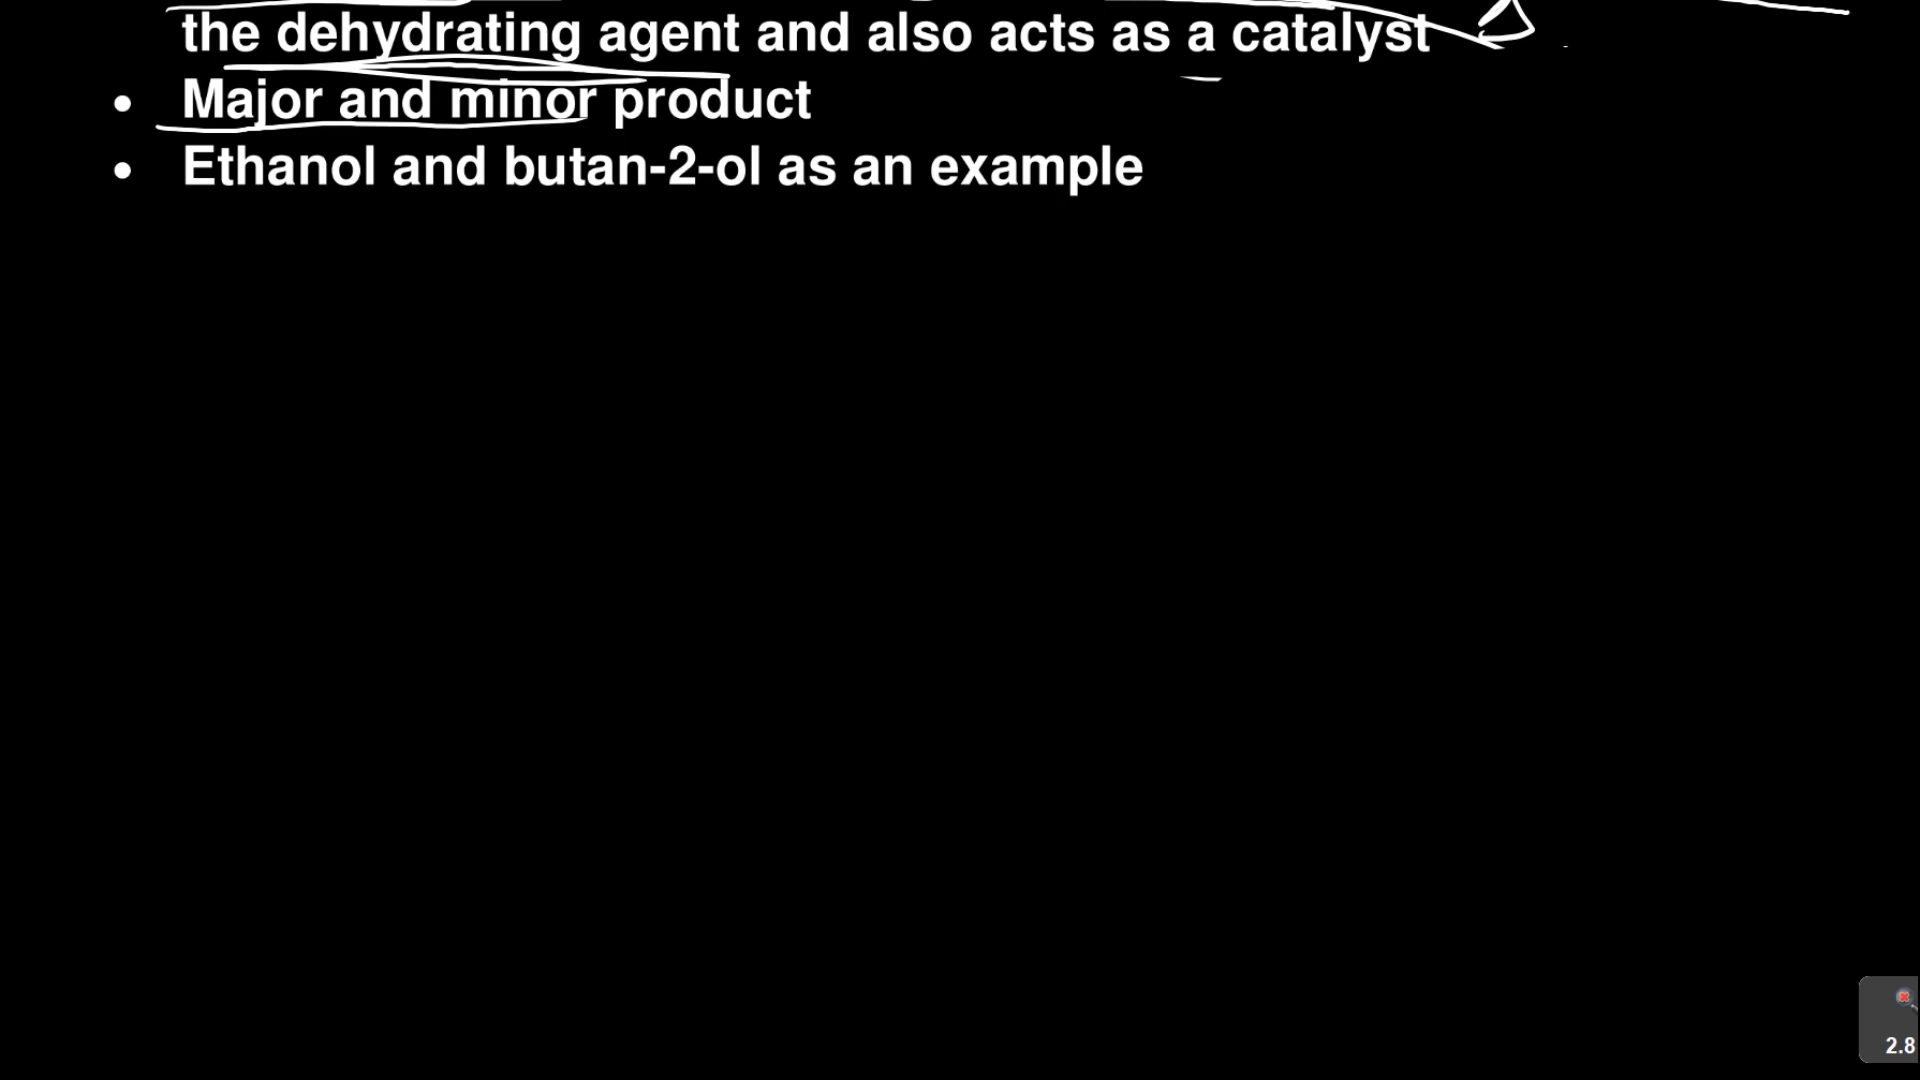 the dehydrating agent and also acts as a catalyst
• Major and minor product
• Ethanol and butan-2-ol as an example
2.8